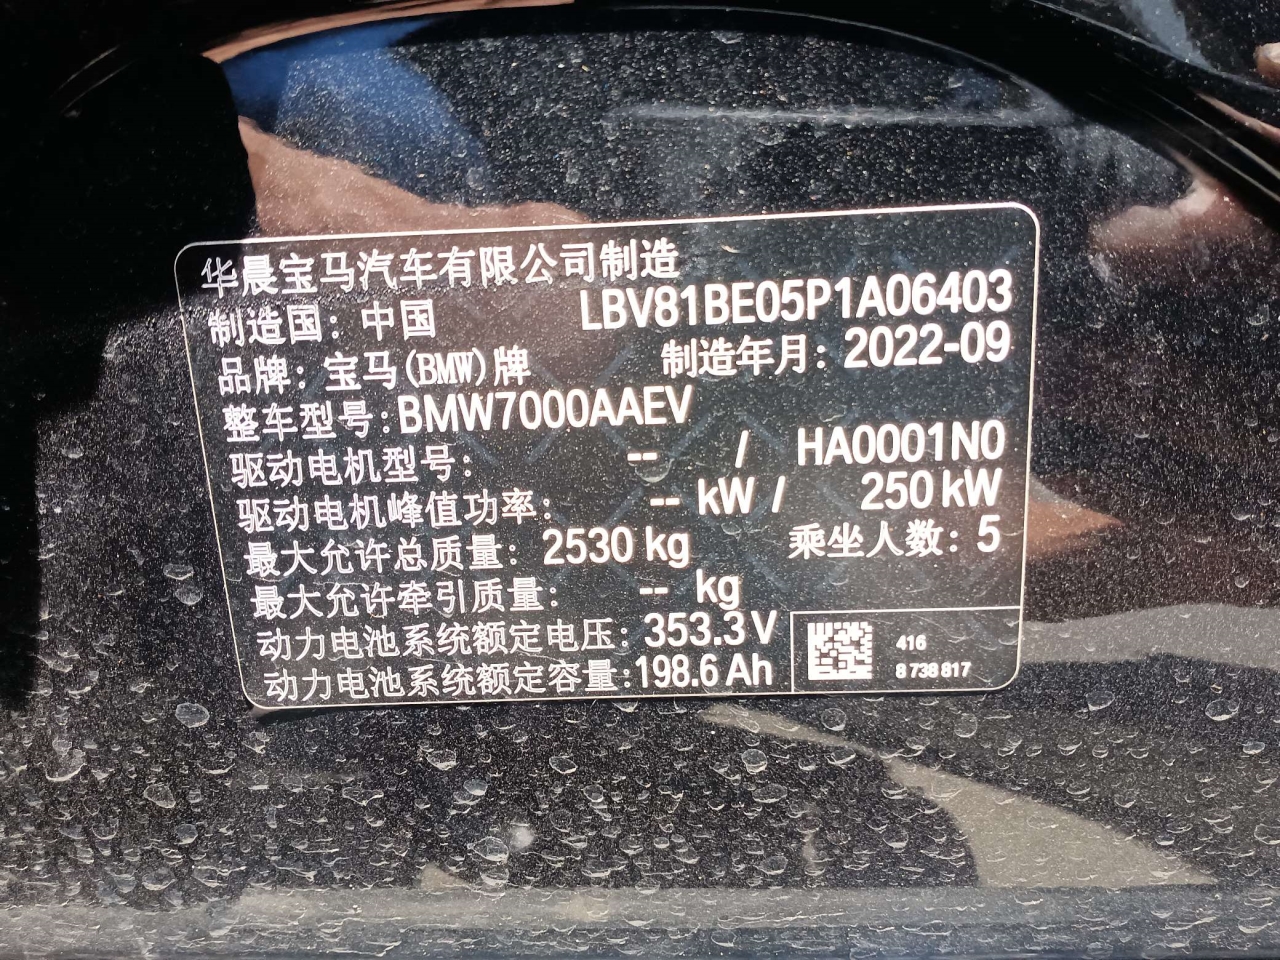 华晨宝马汽车有限公司制造
制造国：中国 LBV81BE05P1A06403
品牌：宝马(BMW)牌 制造年月：2022-09
整车型号:BMW7000AAEV
驱动电机型号： -- / HA0001N0
驱动电机峰值功率： -- kW / 250 kW
最大允许总质量：2530 kg 乘坐人数：5
最大允许牵引质量： -- kg
动力电池系统额定电压：353.3 V
动力电池系统额定容量:198.6 Ah
416
8 738 817